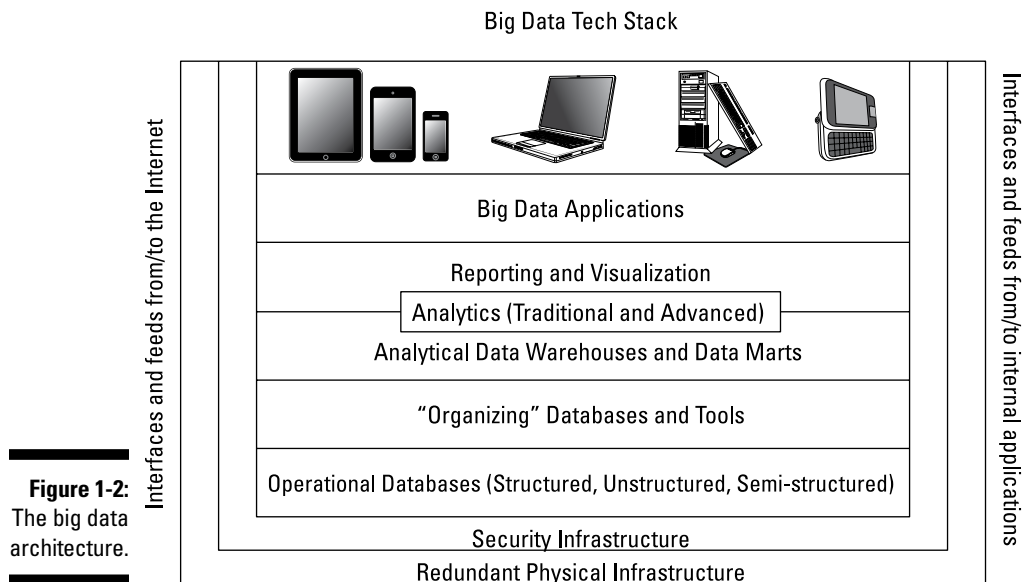 Big Data Tech Stack
Interfaces and feeds from/to the Internet
Big Data Applications
Reporting and Visualization
Analytics (Traditional and Advanced)
Analytical Data Warehouses and Data Marts
“Organizing” Databases and Tools
Operational Databases (Structured, Unstructured, Semi-structured)
Security Infrastructure
Redundant Physical Infrastructure
Interfaces and feeds from/to internal applications
Figure 1-2:
The big data
architecture.